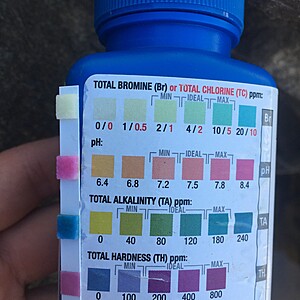 TOTAL BROMINE (Br) or TOTAL CHLORINE (TC) ppm:
MIN IDEAL MAX
Br
0/0 1/0.5 2/1 4/2 10/5 20/10
pH:
MIN IDEAL MAX
pH
6.4 6.8 7.2 7.5 7.8 8.4
TOTAL ALKALINITY (TA) ppm:
MIN IDEAL MAX
TA
0 40 80 120 180 240
TOTAL HARDNESS (TH) ppm:
MIN IDEAL MAX
TH
0 100 200 400 800